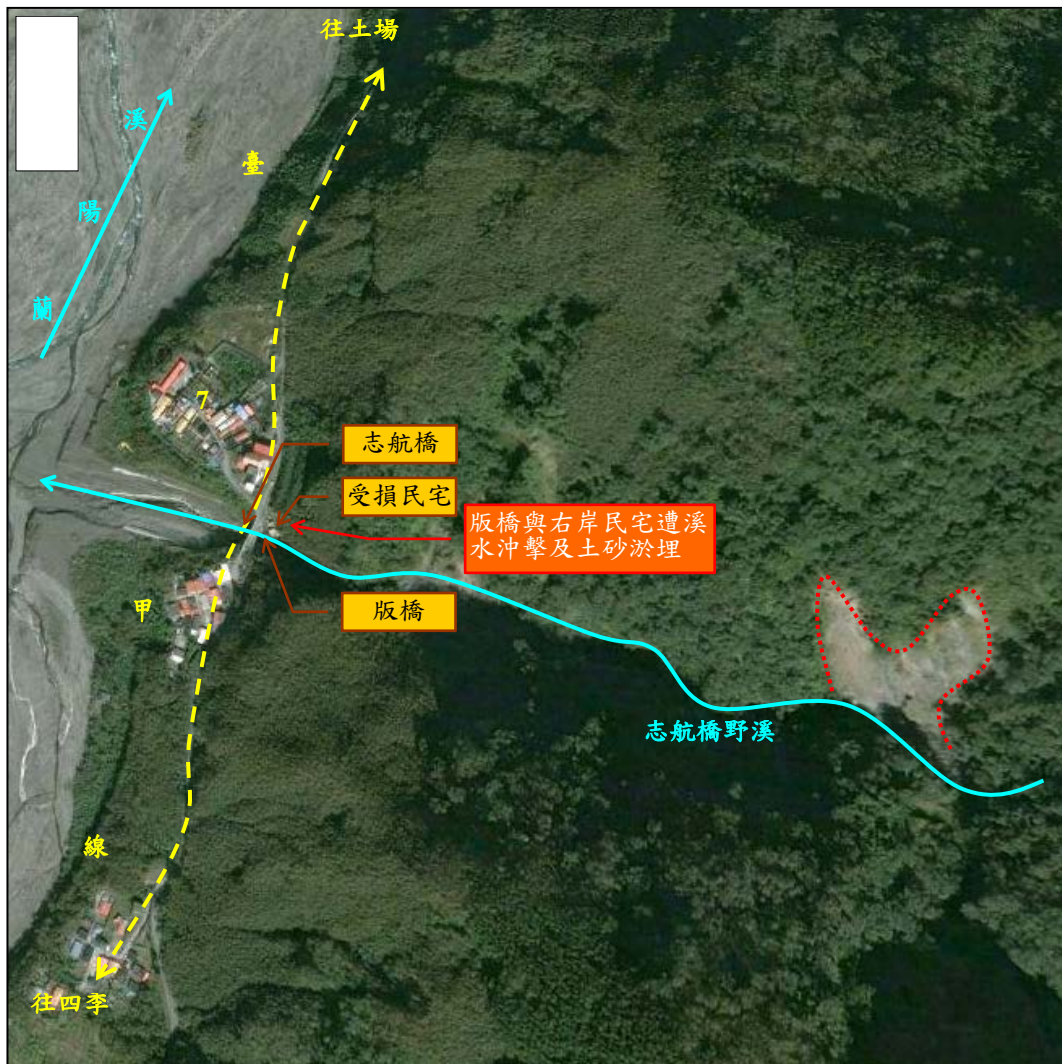 往土場
臺
7
甲
線
往四季
蘭
陽
溪
志航橋
受損民宅
版橋與右岸民宅遭溪
水沖擊及土砂淤埋
版橋
志航橋野溪